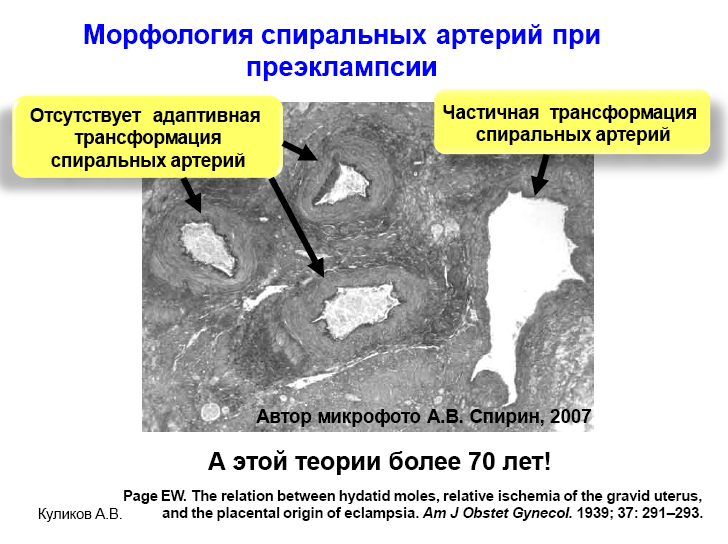 Морфология спиральных артерий при
преэклампсии
Отсутствует адаптивная
трансформация
спиральных артерий
Частичная трансформация
спиральных артерий
Автор микрофото А.В. Спирин, 2007
А этой теории более 70 лет!
Page EW. The relation between hydatid moles, relative ischemia of the gravid uterus,
and the placental origin of eclampsia. Am J Obstet Gynecol. 1939; 37: 291–293.
Куликов А.В.